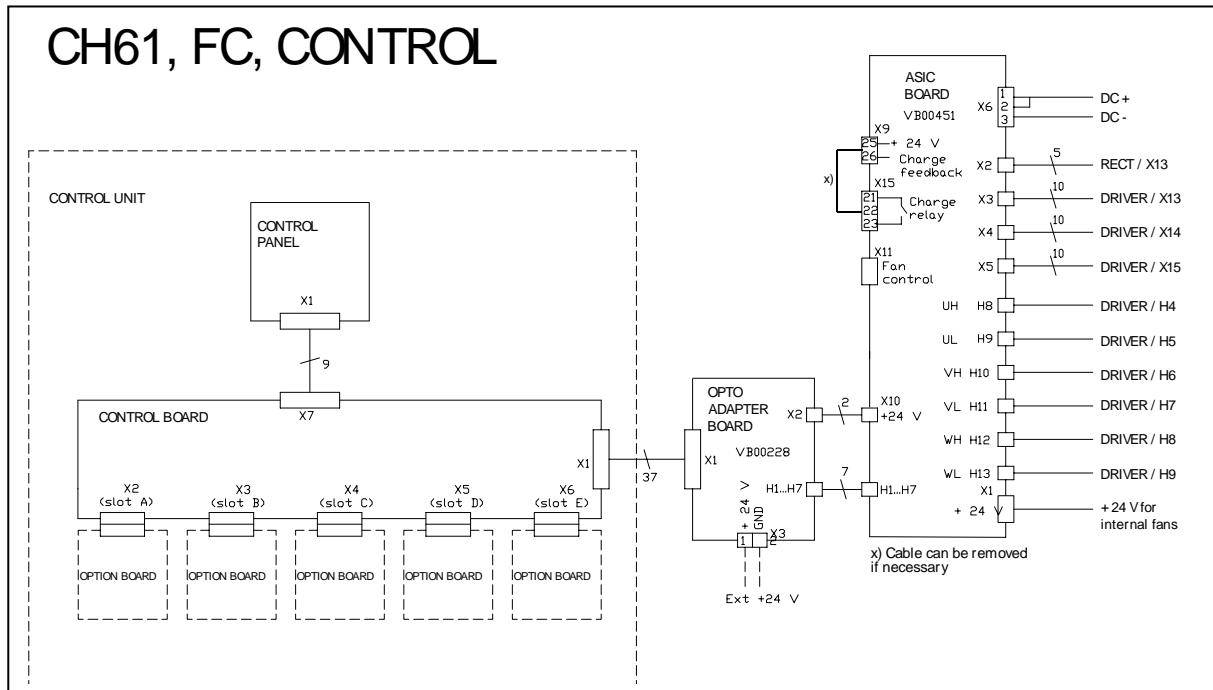 CH61, FC, CONTROL
CONTROL UNIT
CONTROL
PANEL
X1
9
X7
CONTROL BOARD
X1
37
X2
(slot A)
X3
(slot B)
X4
(slot C)
X5
(slot D)
X6
(slot E)
OPTION BOARD
OPTION BOARD
OPTION BOARD
OPTION BOARD
OPTION BOARD
OPTO
ADAPTER
BOARD
VB00228
X1
X2
2
H1...H7
7
+ 24 V
GND
X3
1
2
Ext +24 V
ASIC
BOARD
VB00451
X6
1
2
3
DC +
DC -
X9
25
+ 24 V
26
Charge
feedback
x)
X15
21
22
23
Charge
relay
X11
Fan
control
X10
+24 V
H1...H7
X2
5
RECT / X13
X3
10
DRIVER / X13
X4
10
DRIVER / X14
X5
10
DRIVER / X15
UH H8
DRIVER / H4
UL H9
DRIVER / H5
VH H10
DRIVER / H6
VL H11
DRIVER / H7
WH H12
DRIVER / H8
WL H13
DRIVER / H9
X1
+ 24 V
+ 24 V for
internal fans
x) Cable can be removed
if necessary